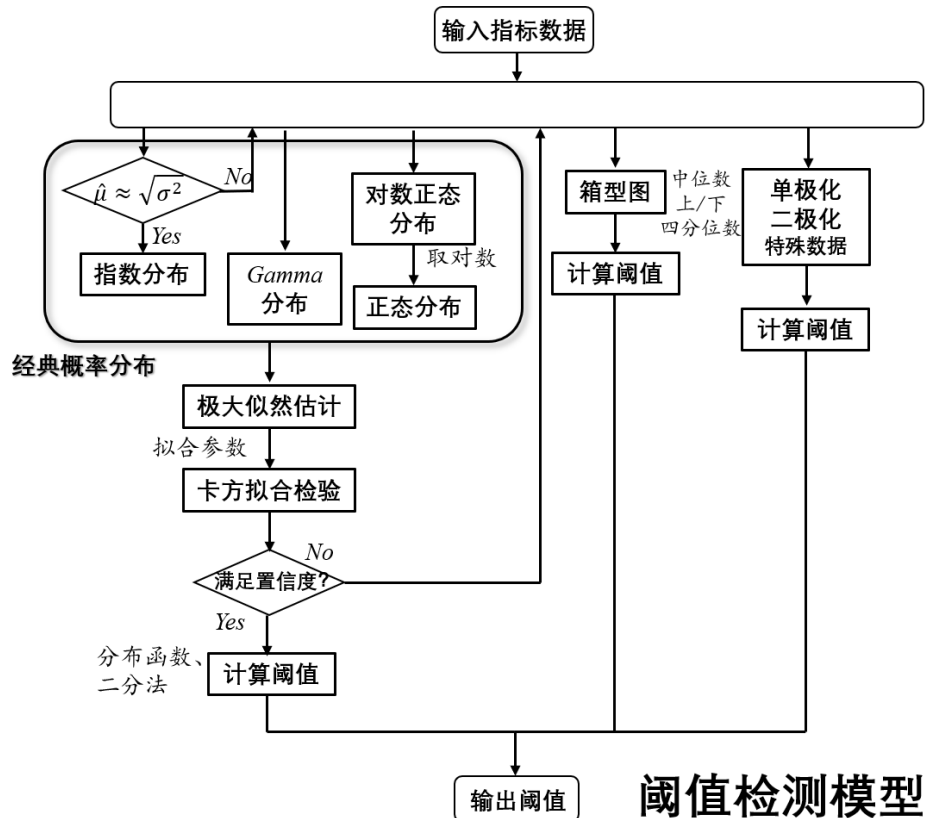 输入指标数据
μ̂ ≈ √σ²
No
Yes
指数分布
Gamma
分布
对数正态
分布
取对数
正态分布
经典概率分布
箱型图
中位数
上/下
四分位数
计算阈值
单极化
二极化
特殊数据
计算阈值
极大似然估计
拟合参数
卡方拟合检验
满足置信度?
No
Yes
分布函数、
二分法
计算阈值
输出阈值
阈值检测模型